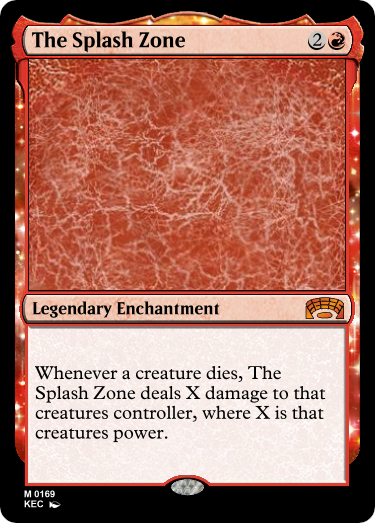 The Splash Zone 2
Legendary Enchantment
Whenever a creature dies, The
Splash Zone deals X damage to that
creatures controller, where X is that
creatures power.
M 0169
KEC